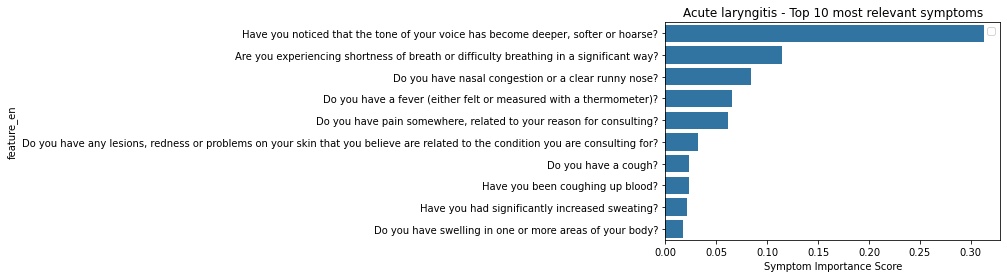 Acute laryngitis - Top 10 most relevant symptoms
feature_en
Have you noticed that the tone of your voice has become deeper, softer or hoarse?
Are you experiencing shortness of breath or difficulty breathing in a significant way?
Do you have nasal congestion or a clear runny nose?
Do you have a fever (either felt or measured with a thermometer)?
Do you have pain somewhere, related to your reason for consulting?
Do you have any lesions, redness or problems on your skin that you believe are related to the condition you are consulting for?
Do you have a cough?
Have you been coughing up blood?
Have you had significantly increased sweating?
Do you have swelling in one or more areas of your body?
0.00 0.05 0.10 0.15 0.20 0.25 0.30
Symptom Importance Score